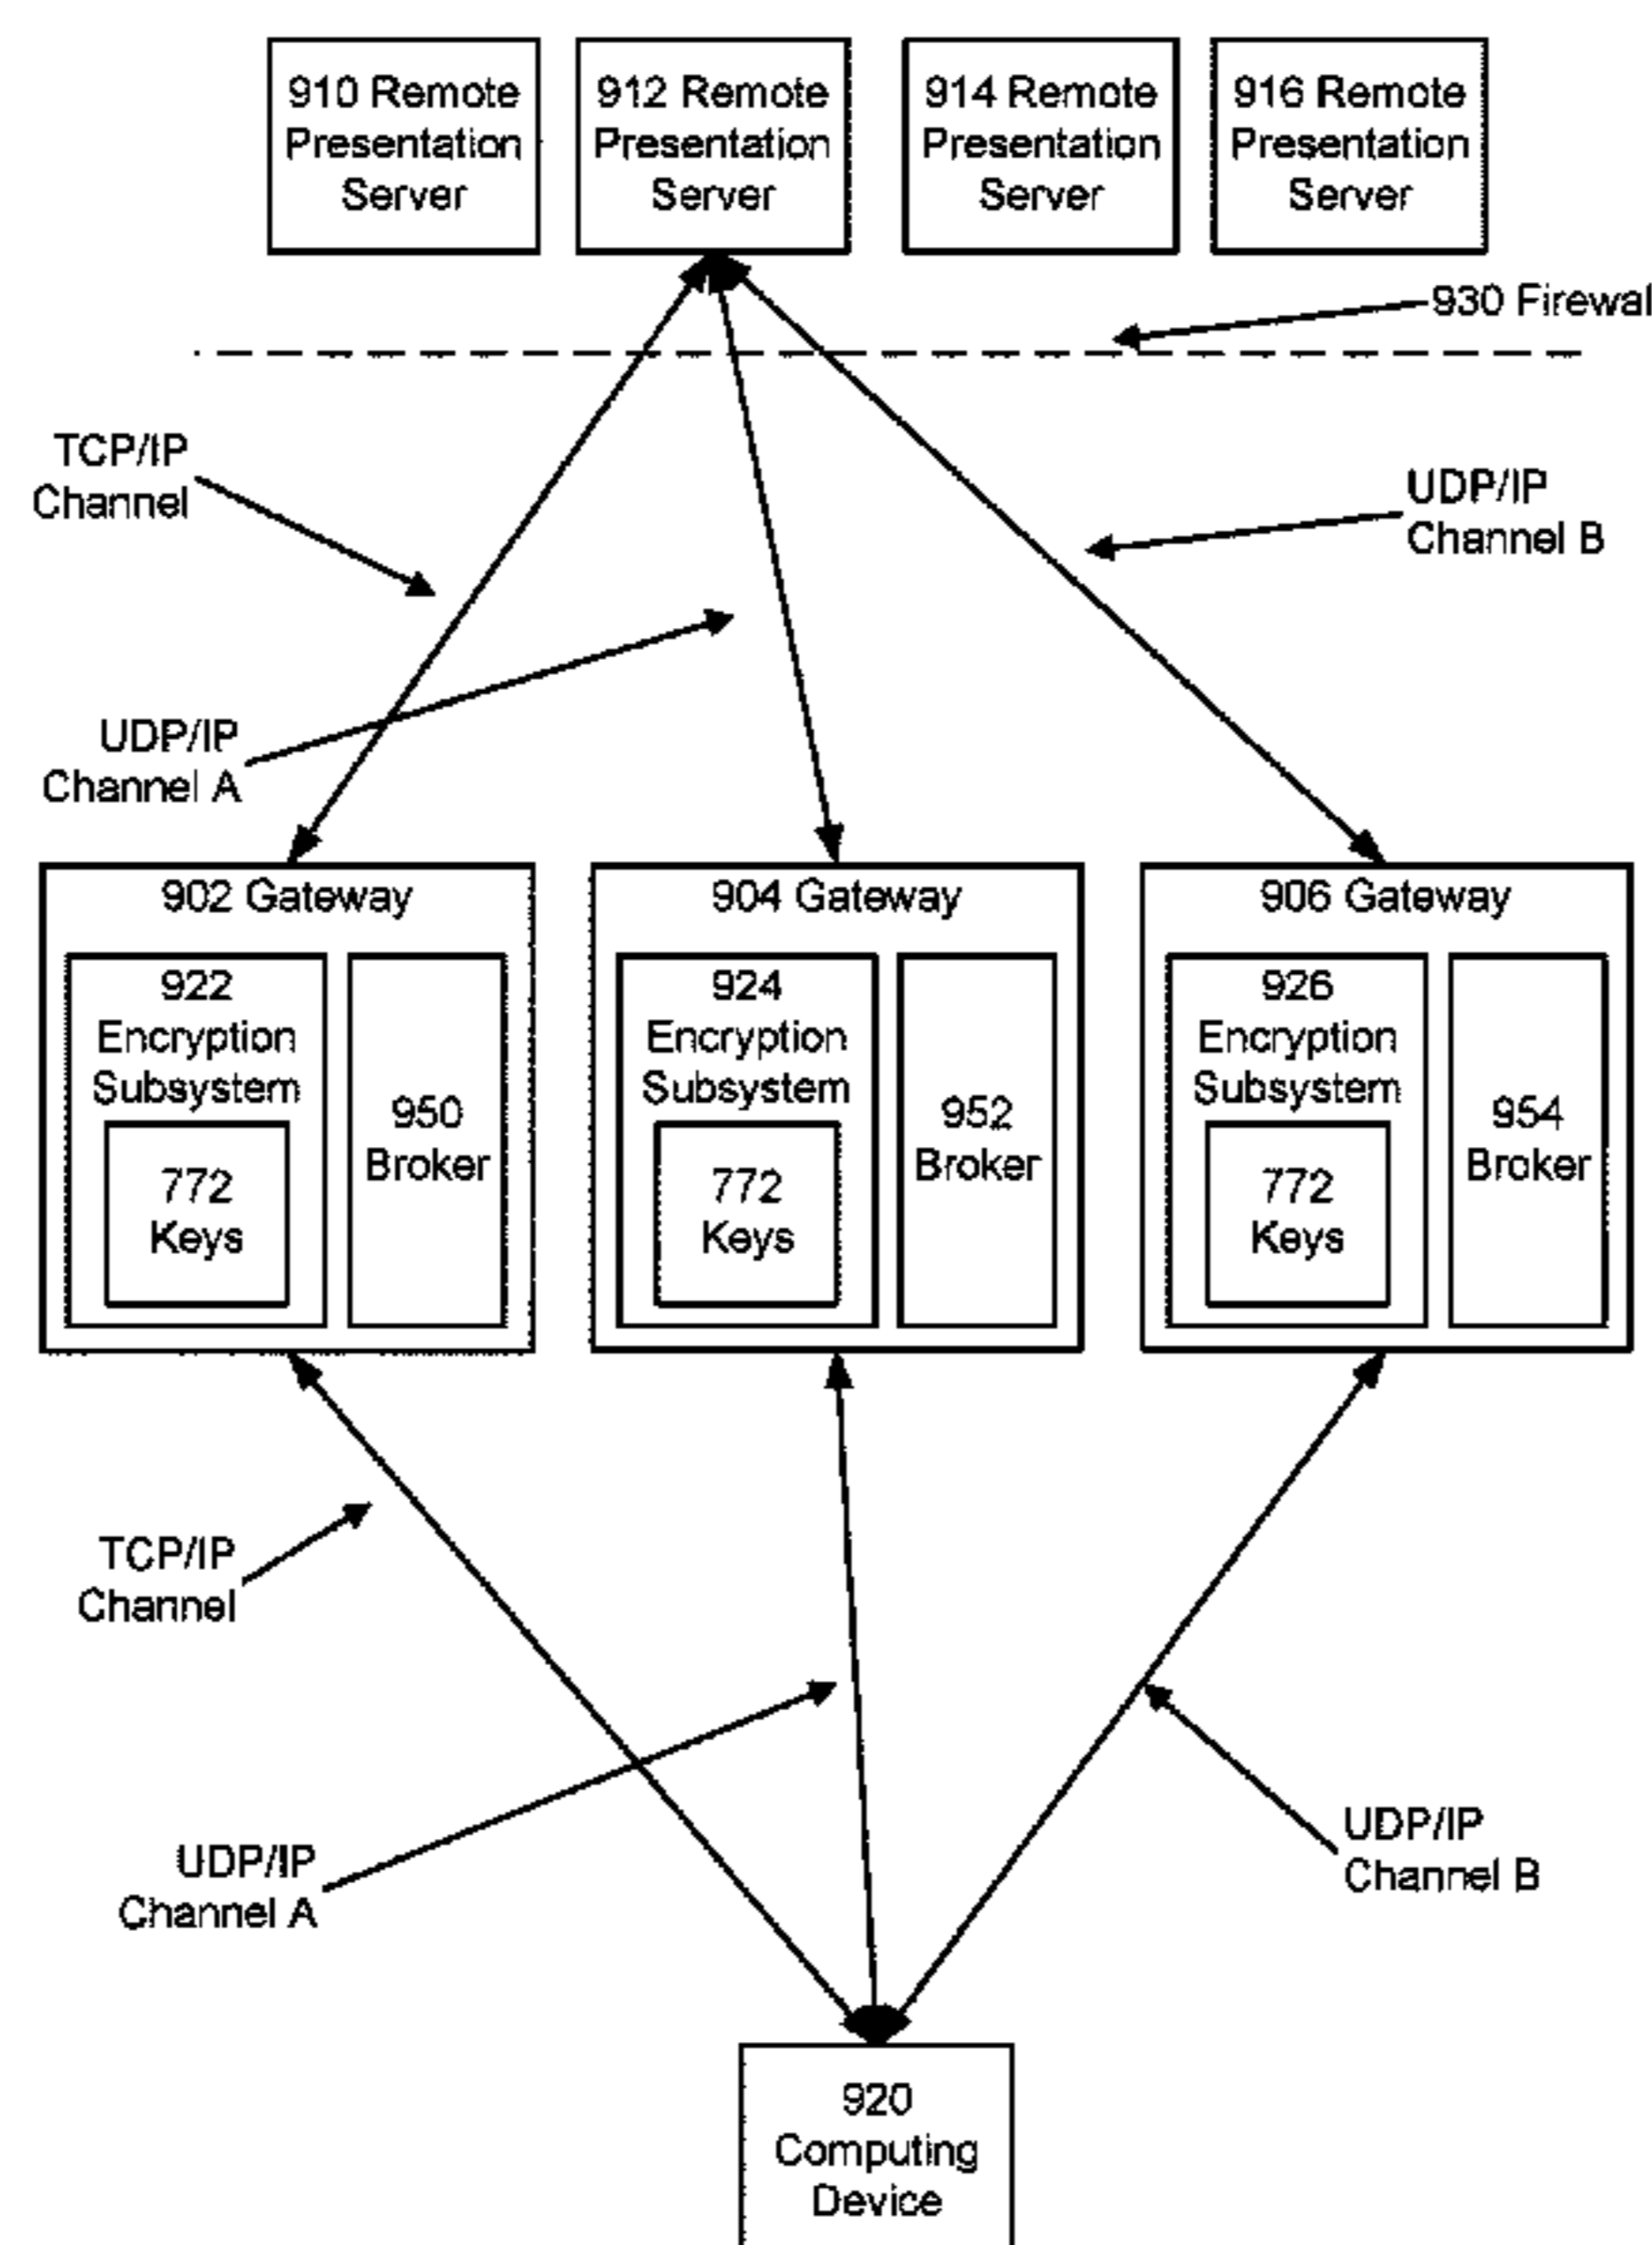 910 Remote
Presentation
Server
912 Remote
Presentation
Server
914 Remote
Presentation
Server
916 Remote
Presentation
Server
930 Firewal
TCP/IP
Channel
UDP/IP
Channel B
UDP/IP
Channel A
902 Gateway
922
Encryption
Subsystem
772
Keys
950
Broker
904 Gateway
924
Encryption
Subsystem
772
Keys
952
Broker
906 Gateway
926
Encryption
Subsystem
772
Keys
954
Broker
TCP/IP
Channel
UDP/IP
Channel A
UDP/IP
Channel B
920
Computing
Device